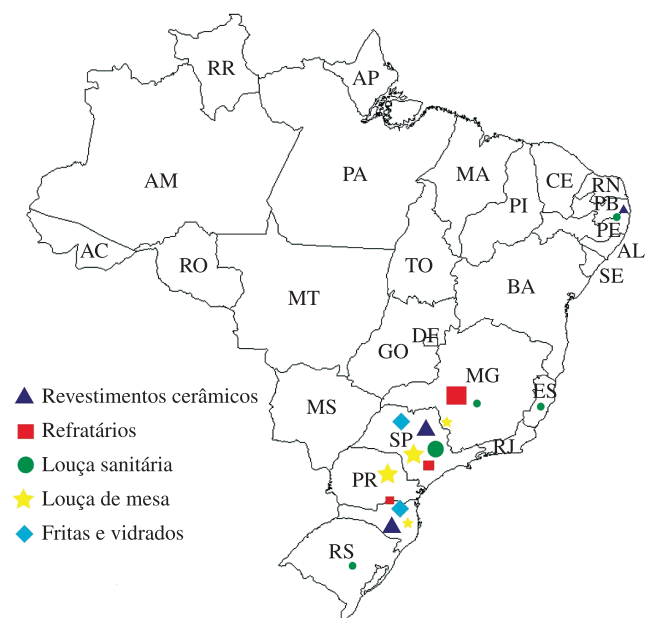 RR
AP
AM
PA
MA
CE
RN
PB
PI
PE
AC
AL
RO
TO
SE
MT
BA
DF
GO
MG
ES
MS
SP
RJ
PR
RS
Revestimentos cerâmicos
Refratários
Louça sanitária
Louça de mesa
Fritas e vidrados